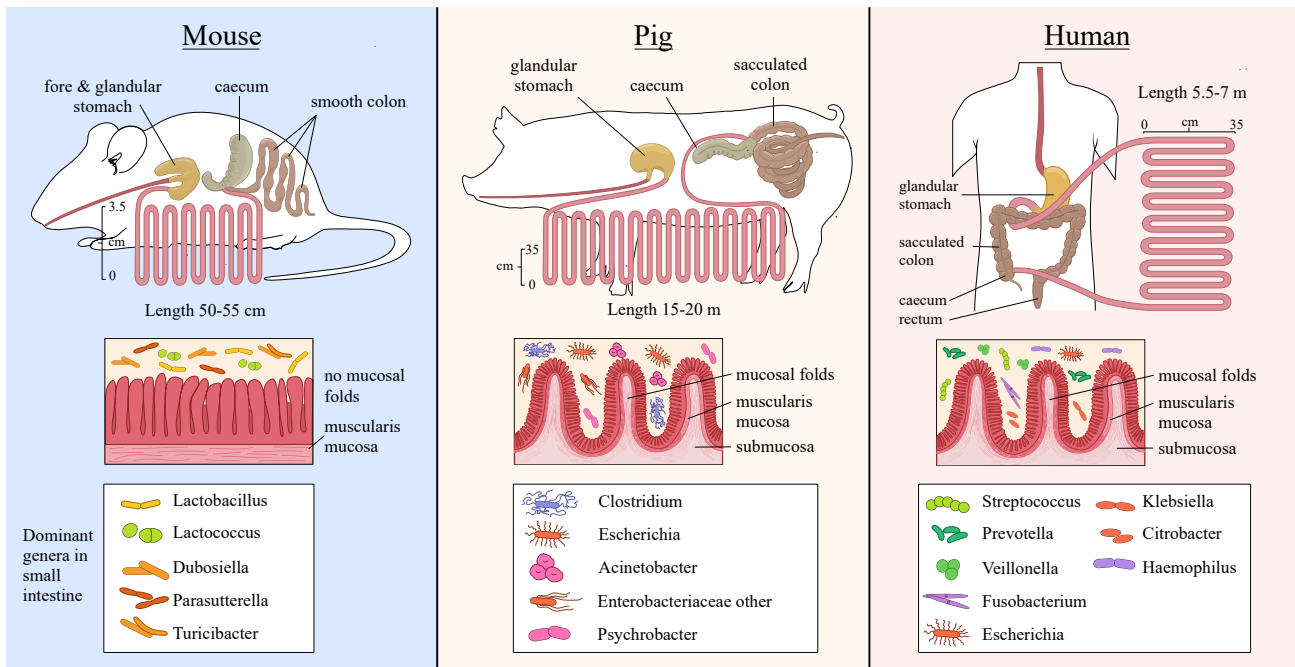 Mouse
fore & glandular
stomach
caecum
smooth colon
3.5
cm
0
Length 50-55 cm
no mucosal
folds
muscularis
mucosa
Dominant
genera in
small
intestine
Lactobacillus
Lactococcus
Dubosiella
Parasutterella
Turicibacter
Pig
glandular
stomach
caecum
sacculated
colon
35
cm
0
Length 15-20 m
mucosal folds
muscularis
mucosa
submucosa
Clostridium
Escherichia
Acinetobacter
Enterobacteriaceae other
Psychrobacter
Human
Length 5.5-7 m
0 cm 35
glandular
stomach
sacculated
colon
caecum
rectum
mucosal folds
muscularis
mucosa
submucosa
Streptococcus
Prevotella
Veillonella
Fusobacterium
Escherichia
Klebsiella
Citrobacter
Haemophilus